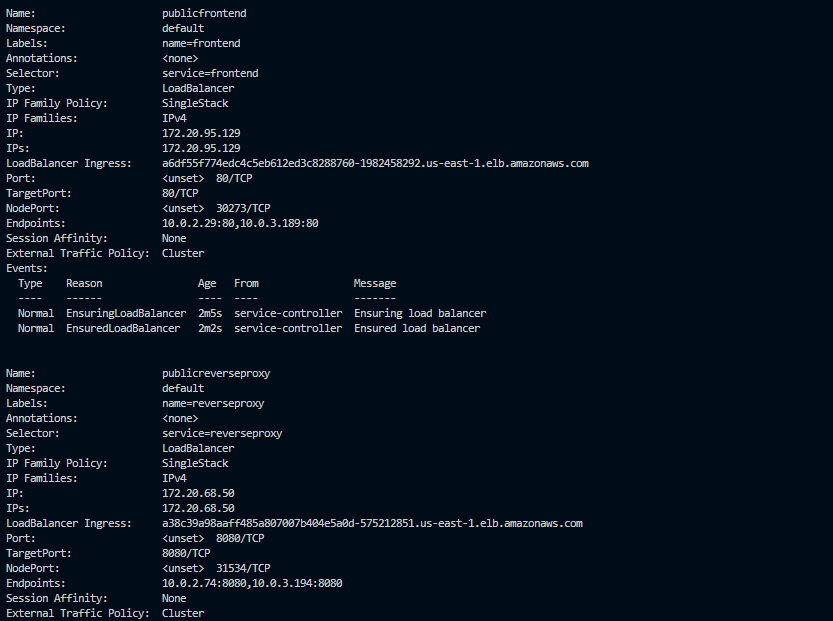 Name: publicfrontend
Namespace: default
Labels: name=frontend
Annotations: <none>
Selector: service=frontend
Type: LoadBalancer
IP Family Policy: SingleStack
IP Families: IPv4
IP: 172.20.95.129
IPs: 172.20.95.129
LoadBalancer Ingress: a6df55f774edc4c5eb612ed3c8288760-1982458292.us-east-1.elb.amazonaws.com
Port: <unset> 80/TCP
TargetPort: 80/TCP
NodePort: <unset> 30273/TCP
Endpoints: 10.0.2.29:80,10.0.3.189:80
Session Affinity: None
External Traffic Policy: Cluster
Events:
Type Reason Age From Message
---- ------ ---- ---- -------
Normal EnsuringLoadBalancer 2m5s service-controller Ensuring load balancer
Normal EnsuredLoadBalancer 2m2s service-controller Ensured load balancer
Name: publicreverseproxy
Namespace: default
Labels: name=reverseproxy
Annotations: <none>
Selector: service=reverseproxy
Type: LoadBalancer
IP Family Policy: SingleStack
IP Families: IPv4
IP: 172.20.68.50
IPs: 172.20.68.50
LoadBalancer Ingress: a38c39a98aaff485a807007b404e5a0d-575212851.us-east-1.elb.amazonaws.com
Port: <unset> 8080/TCP
TargetPort: 8080/TCP
NodePort: <unset> 31534/TCP
Endpoints: 10.0.2.74:8080,10.0.3.194:8080
Session Affinity: None
External Traffic Policy: Cluster